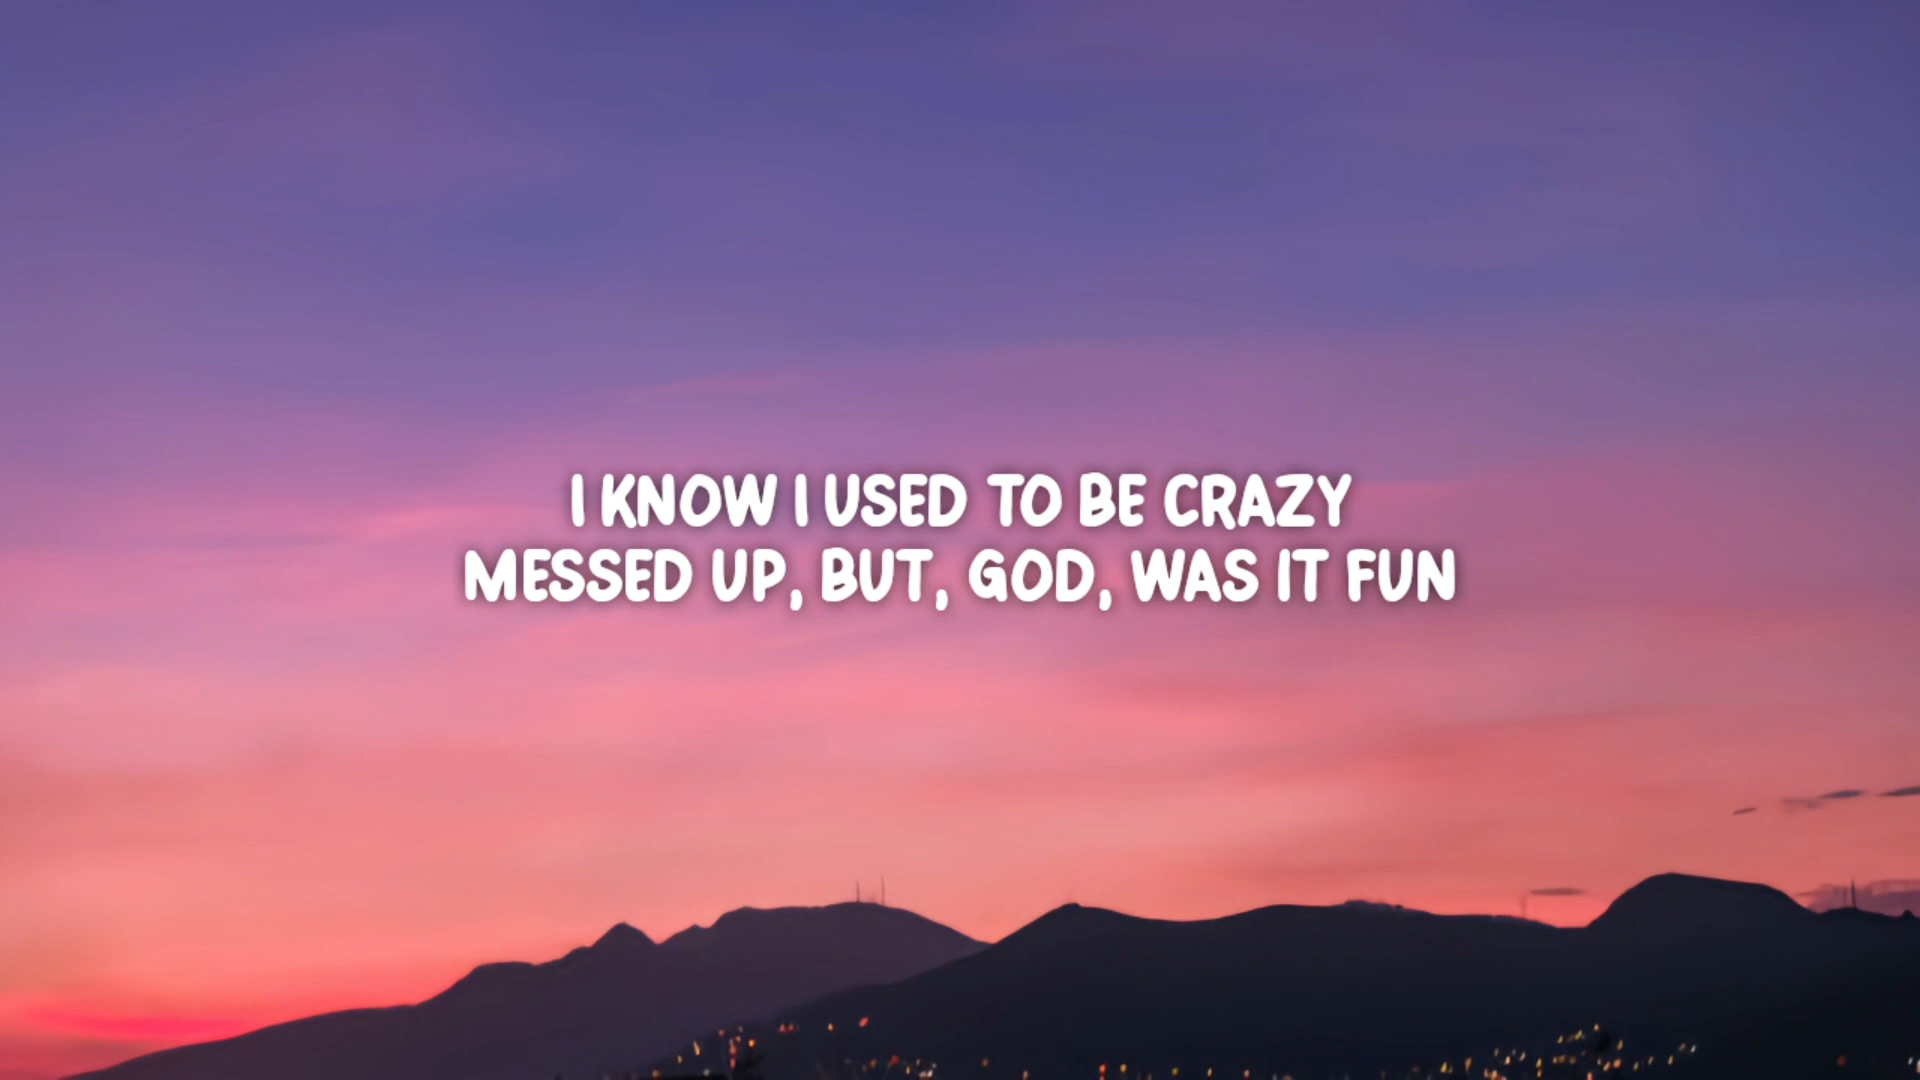 I KNOW I USED TO BE CRAZY
MESSED UP, BUT, GOD, WAS IT FUN